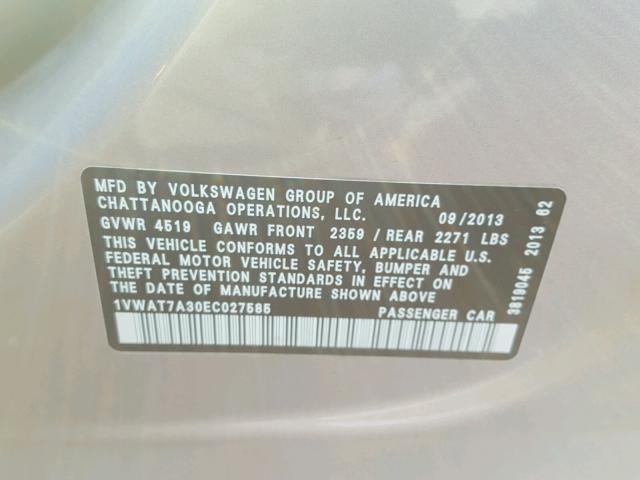 MFD BY VOLKSWAGEN GROUP OF AMERICA
CHATTANOOGA OPERATIONS, LLC. 09/2013
GVWR 4519 GAWR FRONT 2359 / REAR 2271 LBS
THIS VEHICLE CONFORMS TO ALL APPLICABLE U.S.
FEDERAL MOTOR VEHICLE SAFETY, BUMPER AND
THEFT PREVENTION STANDARDS IN EFFECT ON
THE DATE OF MANUFACTURE SHOWN ABOVE
1VWAT7A30EC027585 PASSENGER CAR
3819045 2013 62